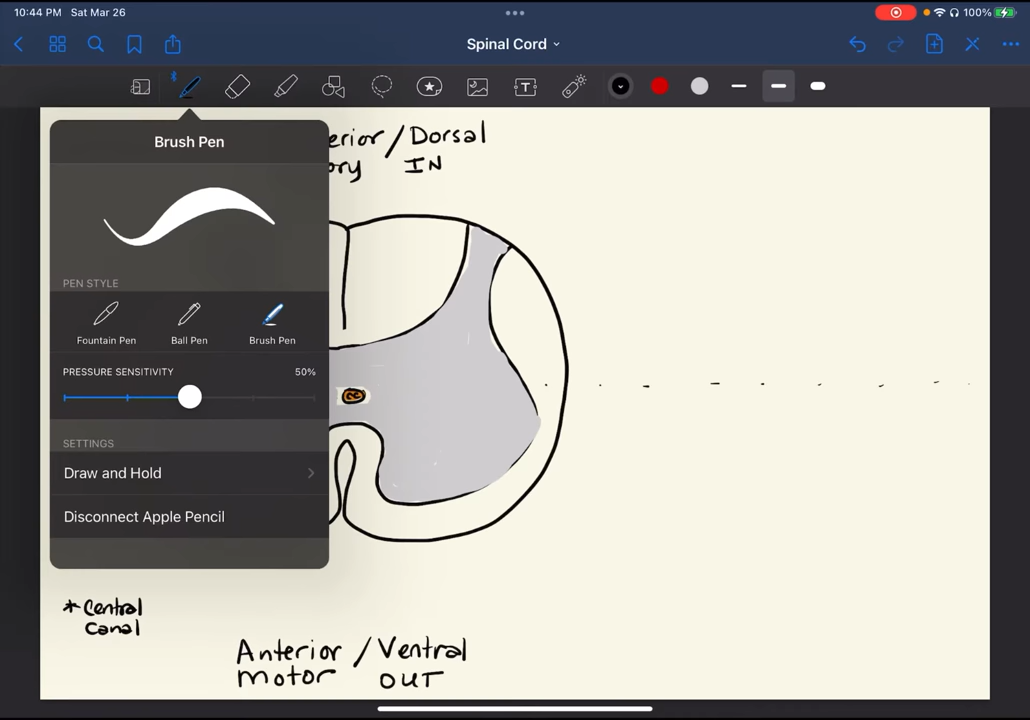 10:44 PM Sat Mar 26
100%
Spinal Cord
T
Brush Pen
PEN STYLE
Fountain Pen Ball Pen Brush Pen
PRESSURE SENSITIVITY 50%
SETTINGS
Draw and Hold
Disconnect Apple Pencil
erior / Dorsal
ory IN
* Central
Canal
Anterior / Ventral
motor OUT